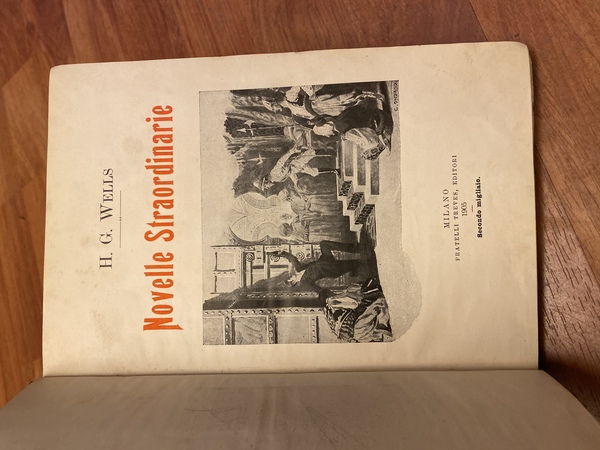 H. G. WELLS
Novelle Straordinarie
MILANO
FRATELLI TREVES, EDITORI
1905
Secondo migliaio.